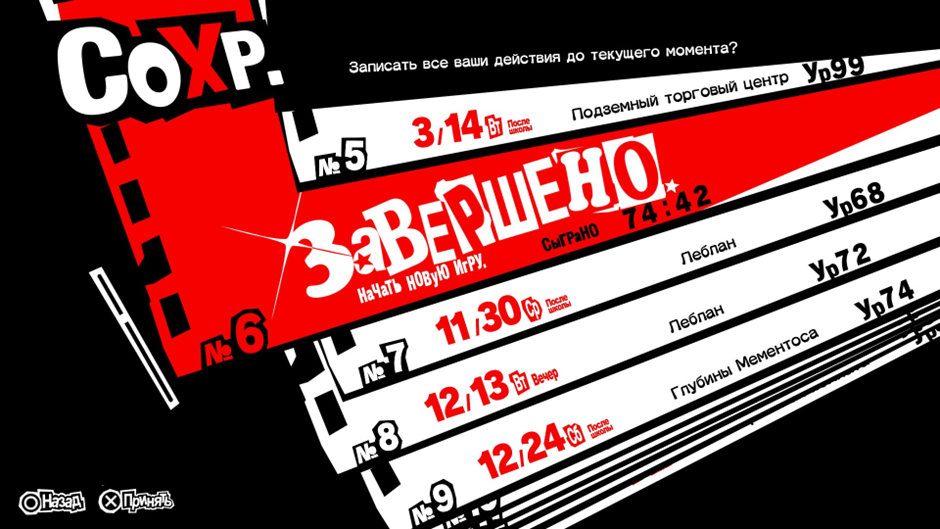 Сохр.
Записать все ваши действия до текущего момента?
№5 3/14 Вт После школы Подземный торговый центр Ур99
№6 Завершено. Начать новую игру. Сыграно 74:42
№7 11/30 Ср После школы Леблан Ур68
№8 12/13 Вт Вечер Леблан Ур72
№9 12/24 Сб После школы Глубины Мементоса Ур74
№10
Назад Принять